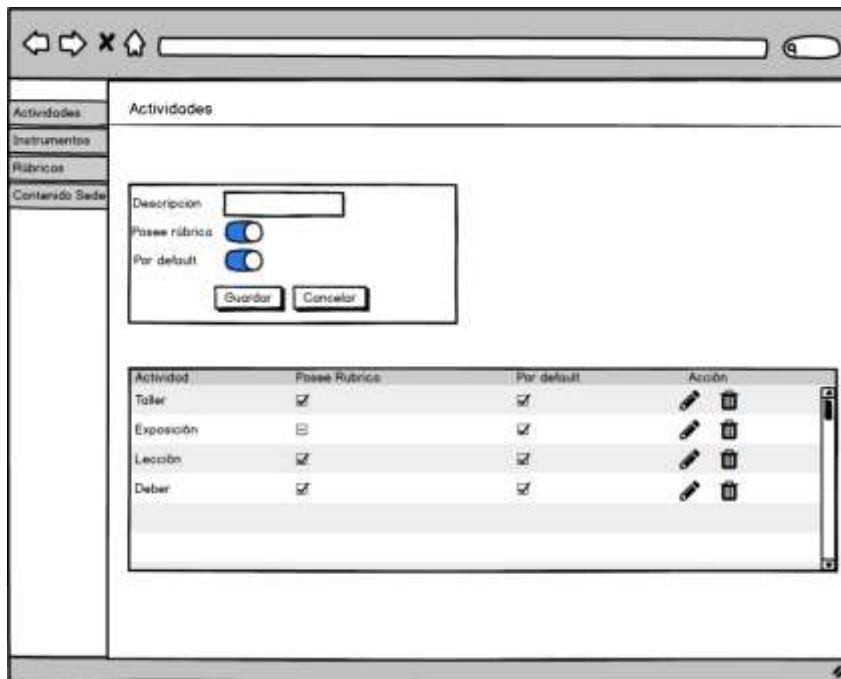 Actividades
Instrumentos
Rúbricas
Contenido Sede
Actividades
Descripcion
Posee rúbrica
Por default
Guardar Cancelar
Actividad Posee Rubrica Por default Acción
Taller
Exposición
Lección
Deber